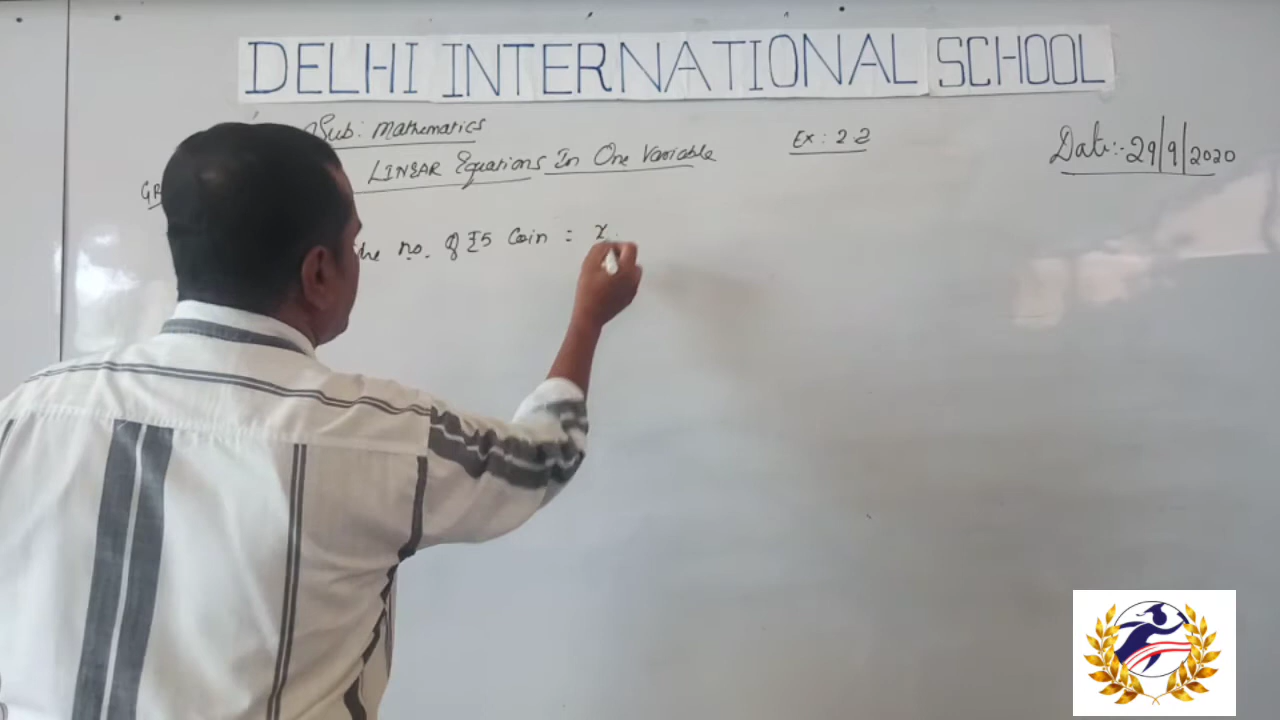 DELHI INTERNATIONAL SCHOOL
Sub: Mathematics
LINEAR Equations In One Variable
Ex: 2.2
Date:- 29/9/2020
GR
the no. of ₹5 Coin = x